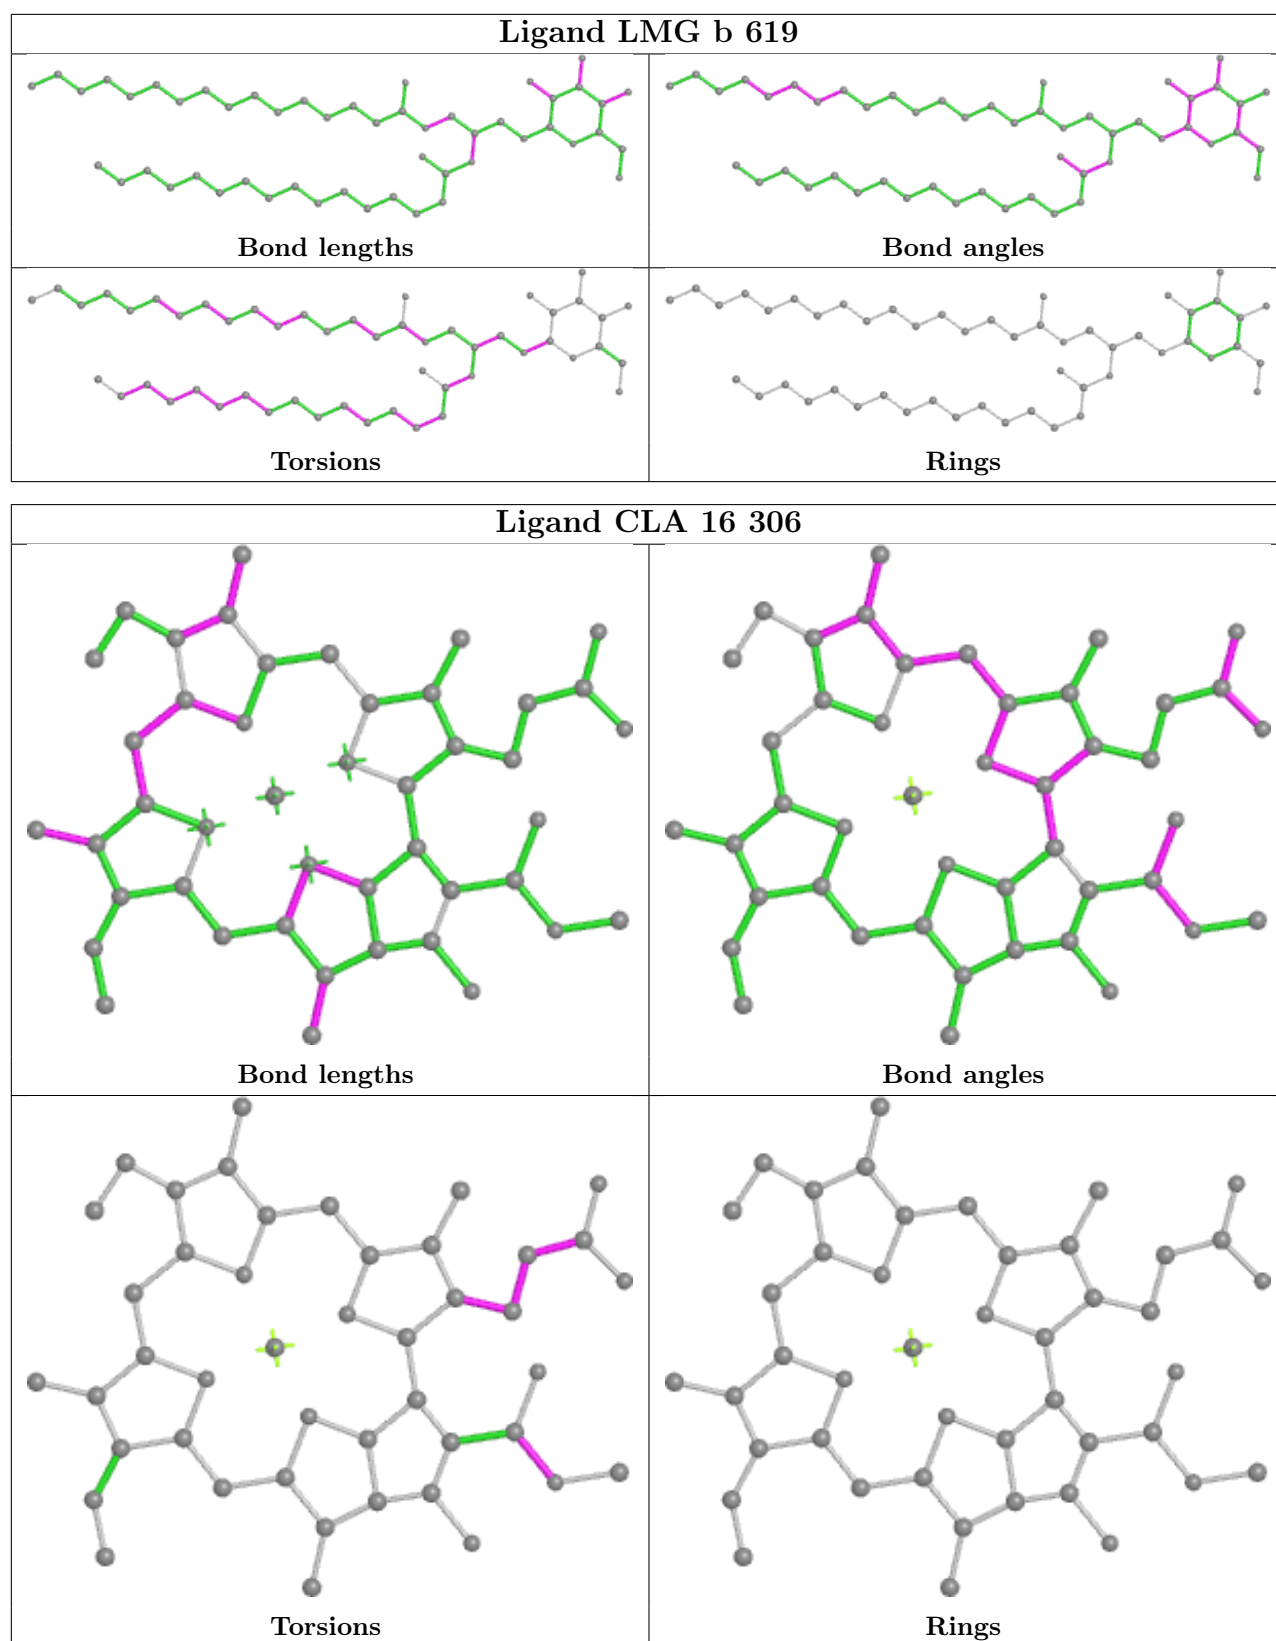 Ligand LMG b 619
Bond lengths
Bond angles
Torsions
Rings
Ligand CLA 16 306
Bond lengths
Bond angles
Torsions
Rings